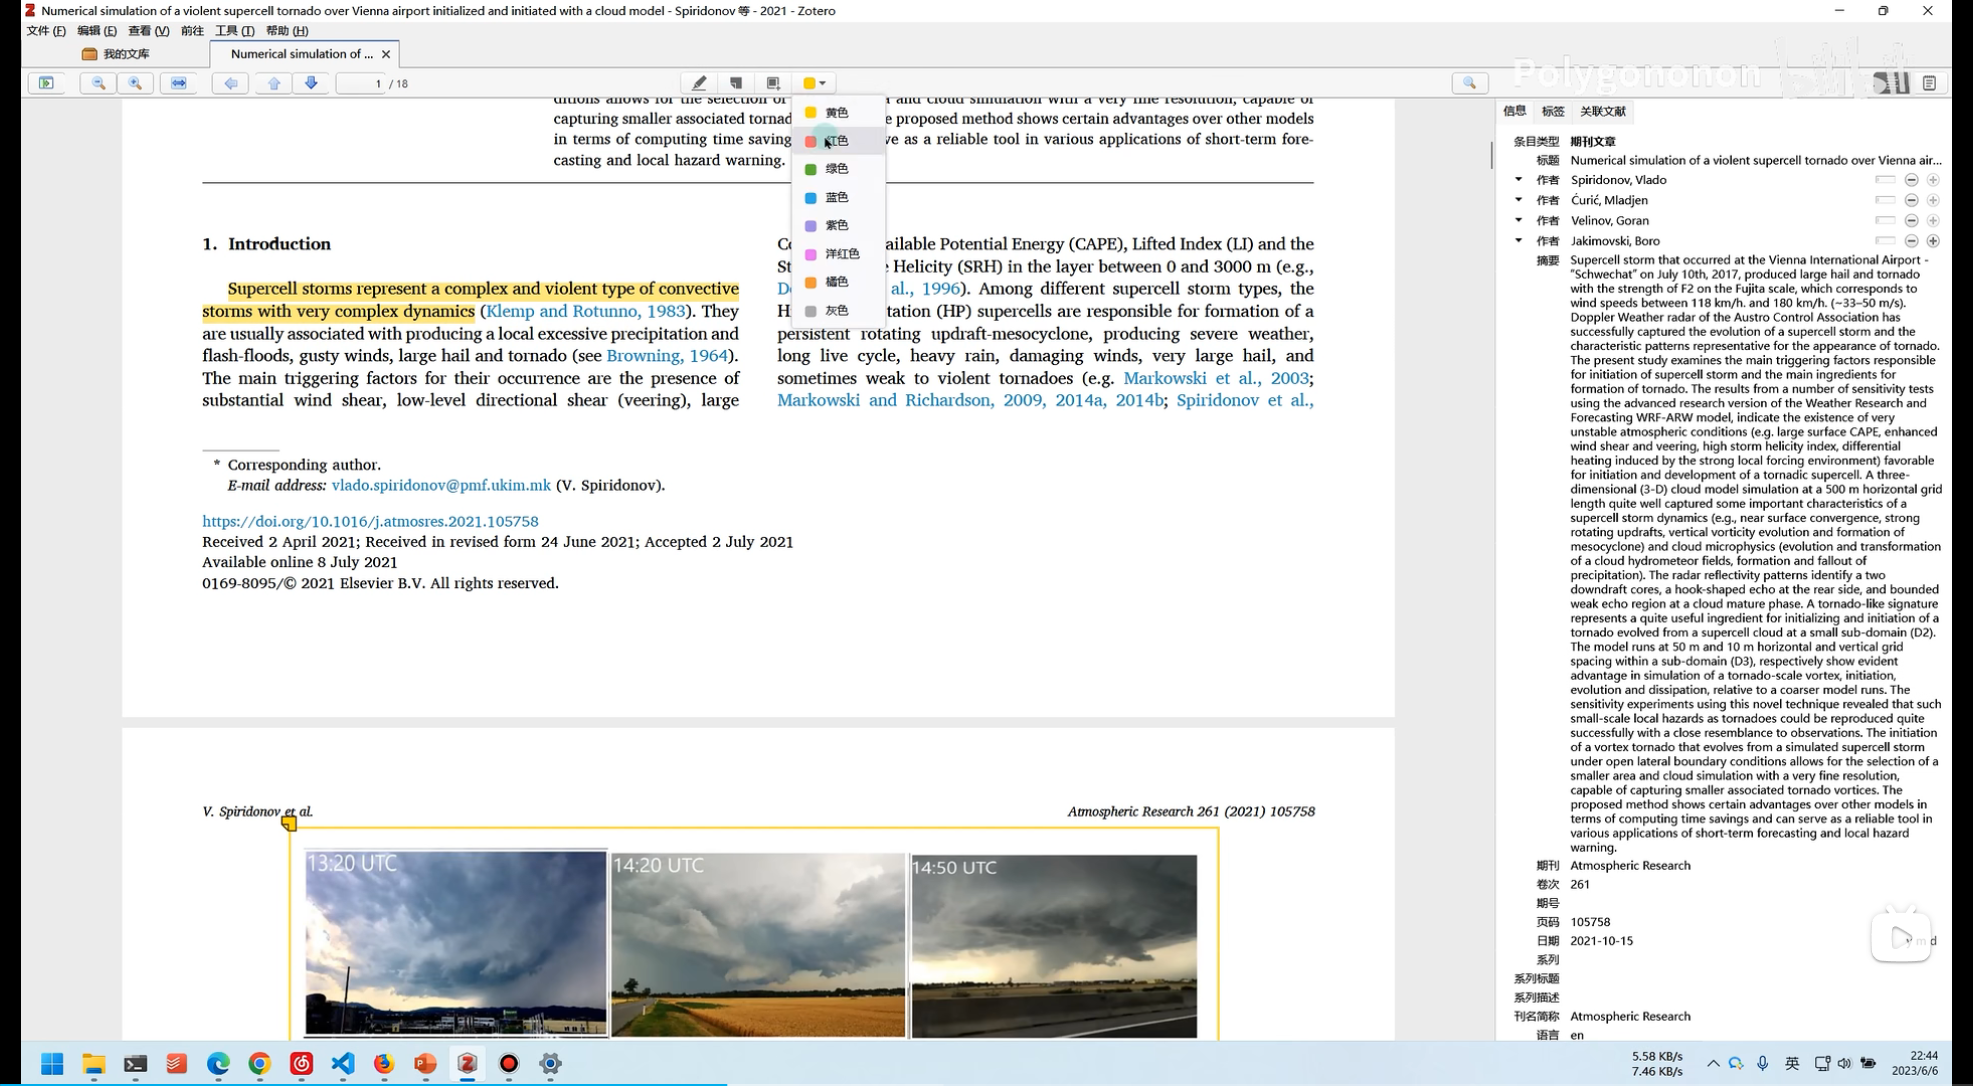 Numerical simulation of a violent supercell tornado over Vienna airport initialized and initiated with a cloud model - Spiridonov 等 - 2021 - Zotero
文件 (F) 编辑 (E) 查看 (V) 前往 工具 (T) 帮助 (H)
我的文库
Numerical simulation of ...
1 / 18
Polygononon
capturing smaller associated tornad
e proposed method shows certain advantages over other models
in terms of computing time saving
ve as a reliable tool in various applications of short-term fore-
casting and local hazard warning.
黄色
红色
绿色
蓝色
紫色
洋红色
橘色
灰色
1. Introduction
Supercell storms represent a complex and violent type of convective
storms with very complex dynamics (Klemp and Rotunno, 1983). They
are usually associated with producing a local excessive precipitation and
flash-floods, gusty winds, large hail and tornado (see Browning, 1964).
The main triggering factors for their occurrence are the presence of
substantial wind shear, low-level directional shear (veering), large
ailable Potential Energy (CAPE), Lifted Index (LI) and the
Helicity (SRH) in the layer between 0 and 3000 m (e.g.,
al., 1996). Among different supercell storm types, the
tation (HP) supercells are responsible for formation of a
persistent rotating updraft-mesocyclone, producing severe weather,
long live cycle, heavy rain, damaging winds, very large hail, and
sometimes weak to violent tornadoes (e.g. Markowski et al., 2003;
Markowski and Richardson, 2009, 2014a, 2014b; Spiridonov et al.,
* Corresponding author.
E-mail address: vlado.spiridonov@pmf.ukim.mk (V. Spiridonov).
https://doi.org/10.1016/j.atmosres.2021.105758
Received 2 April 2021; Received in revised form 24 June 2021; Accepted 2 July 2021
Available online 8 July 2021
0169-8095/© 2021 Elsevier B.V. All rights reserved.
V. Spiridonov et al.
Atmospheric Research 261 (2021) 105758
13:20 UTC
14:20 UTC
14:50 UTC
信息 标签 关联文献
条目类型 期刊文章
标题 Numerical simulation of a violent supercell tornado over Vienna air...
作者 Spiridonov, Vlado
作者 Ćurić, Mladjen
作者 Velinov, Goran
作者 Jakimovski, Boro
摘要 Supercell storm that occurred at the Vienna International Airport -
"Schwechat" on July 10th, 2017, produced large hail and tornado
with the strength of F2 on the Fujita scale, which corresponds to
wind speeds between 118 km/h. and 180 km/h. (~33–50 m/s).
Doppler Weather radar of the Austro Control Association has
successfully captured the evolution of a supercell storm and the
characteristic patterns representative for the appearance of tornado.
The present study examines the main triggering factors responsible
for initiation of supercell storm and the main ingredients for
formation of tornado. The results from a number of sensitivity tests
using the advanced research version of the Weather Research and
Forecasting WRF-ARW model, indicate the existence of very
unstable atmospheric conditions (e.g. large surface CAPE, enhanced
wind shear and veering, high storm helicity index, differential
heating induced by the strong local forcing environment) favorable
for initiation and development of a tornadic supercell. A three-
dimensional (3-D) cloud model simulation at a 500 m horizontal grid
length quite well captured some important characteristics of a
supercell storm dynamics (e.g., near surface convergence, strong
rotating updrafts, vertical vorticity evolution and formation of
mesocyclone) and cloud microphysics (evolution and transformation
of a cloud hydrometeor fields, formation and fallout of
precipitation). The radar reflectivity patterns identify a two
downdraft cores, a hook-shaped echo at the rear side, and bounded
weak echo region at a cloud mature phase. A tornado-like signature
represents a quite useful ingredient for initializing and initiation of a
tornado evolved from a supercell cloud at a small sub-domain (D2).
The model runs at 50 m and 10 m horizontal and vertical grid
spacing within a sub-domain (D3), respectively show evident
advantage in simulation of a tornado-scale vortex, initiation,
evolution and dissipation, relative to a coarser model runs. The
sensitivity experiments using this novel technique revealed that such
small-scale local hazards as tornadoes could be reproduced quite
successfully with a close resemblance to observations. The initiation
of a vortex tornado that evolves from a simulated supercell storm
under open lateral boundary conditions allows for the selection of a
smaller area and cloud simulation with a very fine resolution,
capable of capturing smaller associated tornado vortices. The
proposed method shows certain advantages over other models in
terms of computing time savings and can serve as a reliable tool in
various applications of short-term forecasting and local hazard
warning.
期刊 Atmospheric Research
卷次 261
期号
页码 105758
日期 2021-10-15 y m d
系列
系列标题
系列描述
刊名简称 Atmospheric Research
语言 en
5.58 KB/s
7.46 KB/s
英
22:44
2023/6/6